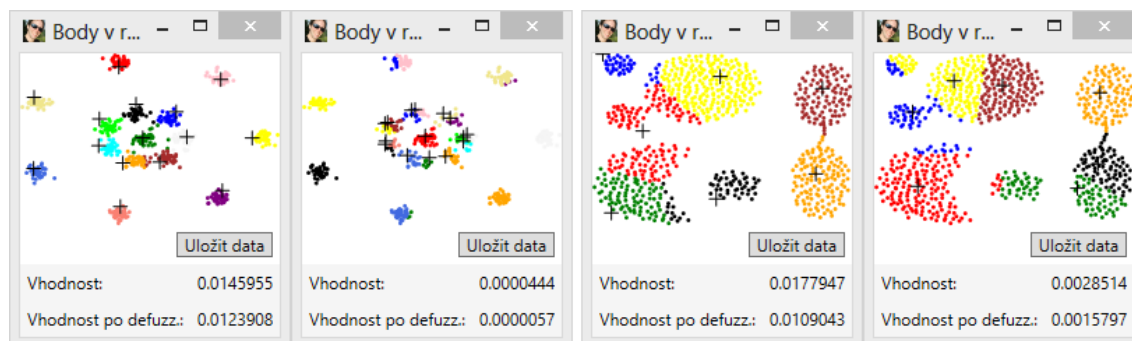 Body v r...
Uložit data
Vhodnost: 0.0145955
Vhodnost po defuzz.: 0.0123908
Body v r...
Uložit data
Vhodnost: 0.0000444
Vhodnost po defuzz.: 0.0000057
Body v r...
Uložit data
Vhodnost: 0.0177947
Vhodnost po defuzz.: 0.0109043
Body v r...
Uložit data
Vhodnost: 0.0028514
Vhodnost po defuzz.: 0.0015797